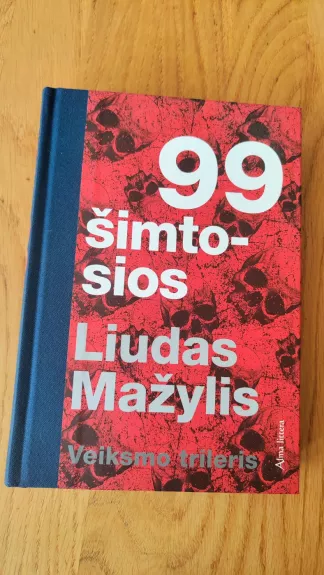 99
šimto-
sios
Liudas
Mažylis
Veiksmo trileris
Alma littera